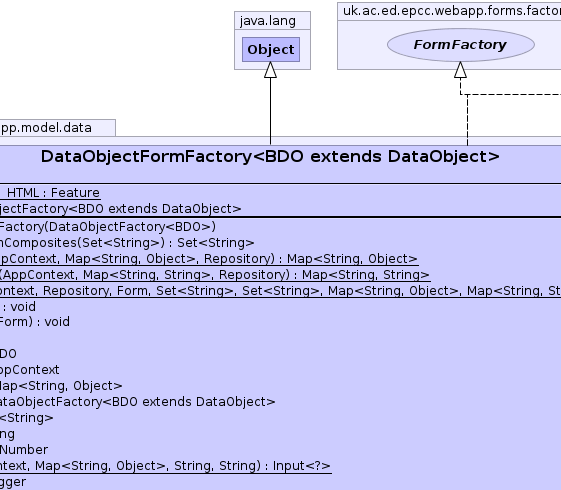 java.lang
Object
uk.ac.ed.epcc.webapp.forms.factor
FormFactory
pp.model.data
DataObjectFormFactory<BDO extends DataObject>
_HTML : Feature
jectFactory<BDO extends DataObject>
Factory(DataObjectFactory<BDO>)
nComposites(Set<String>) : Set<String>
ppContext, Map<String, Object>, Repository) : Map<String, Object>
(AppContext, Map<String, String>, Repository) : Map<String, String>
ontext, Repository, Form, Set<String>, Set<String>, Map<String, Object>, Map<String, St
: void
Form) : void
DO
ppContext
Map<String, Object>
ataObjectFactory<BDO extends DataObject>
<String>
ng
Number
ntext, Map<String, Object>, String, String) : Input<?>
gger